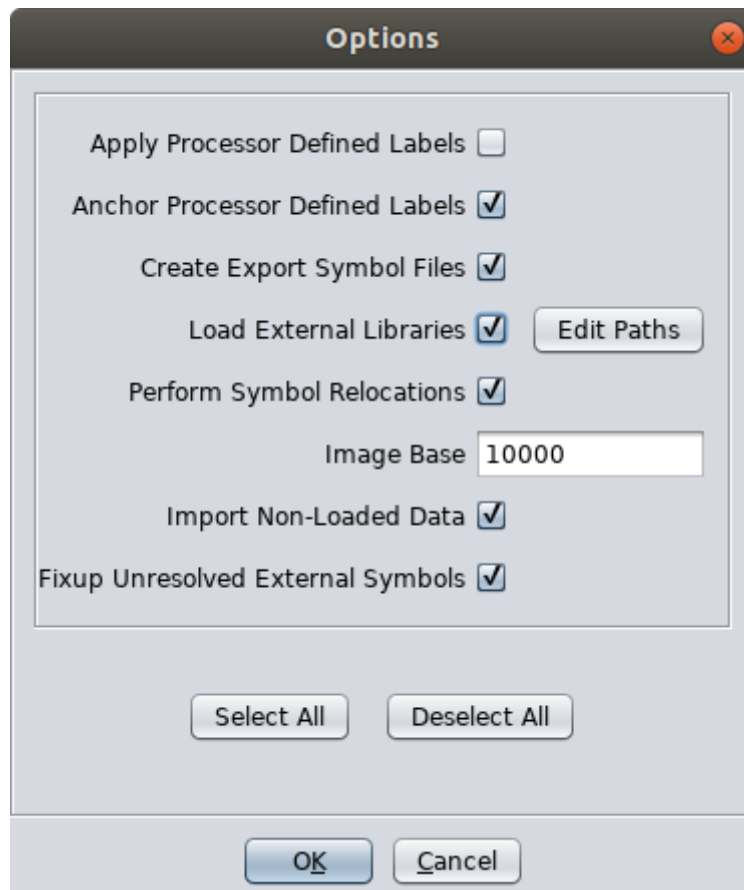 Options
Apply Processor Defined Labels
Anchor Processor Defined Labels
Create Export Symbol Files
Load External Libraries Edit Paths
Perform Symbol Relocations
Image Base 10000
Import Non-Loaded Data
Fixup Unresolved External Symbols
Select All Deselect All
OK Cancel